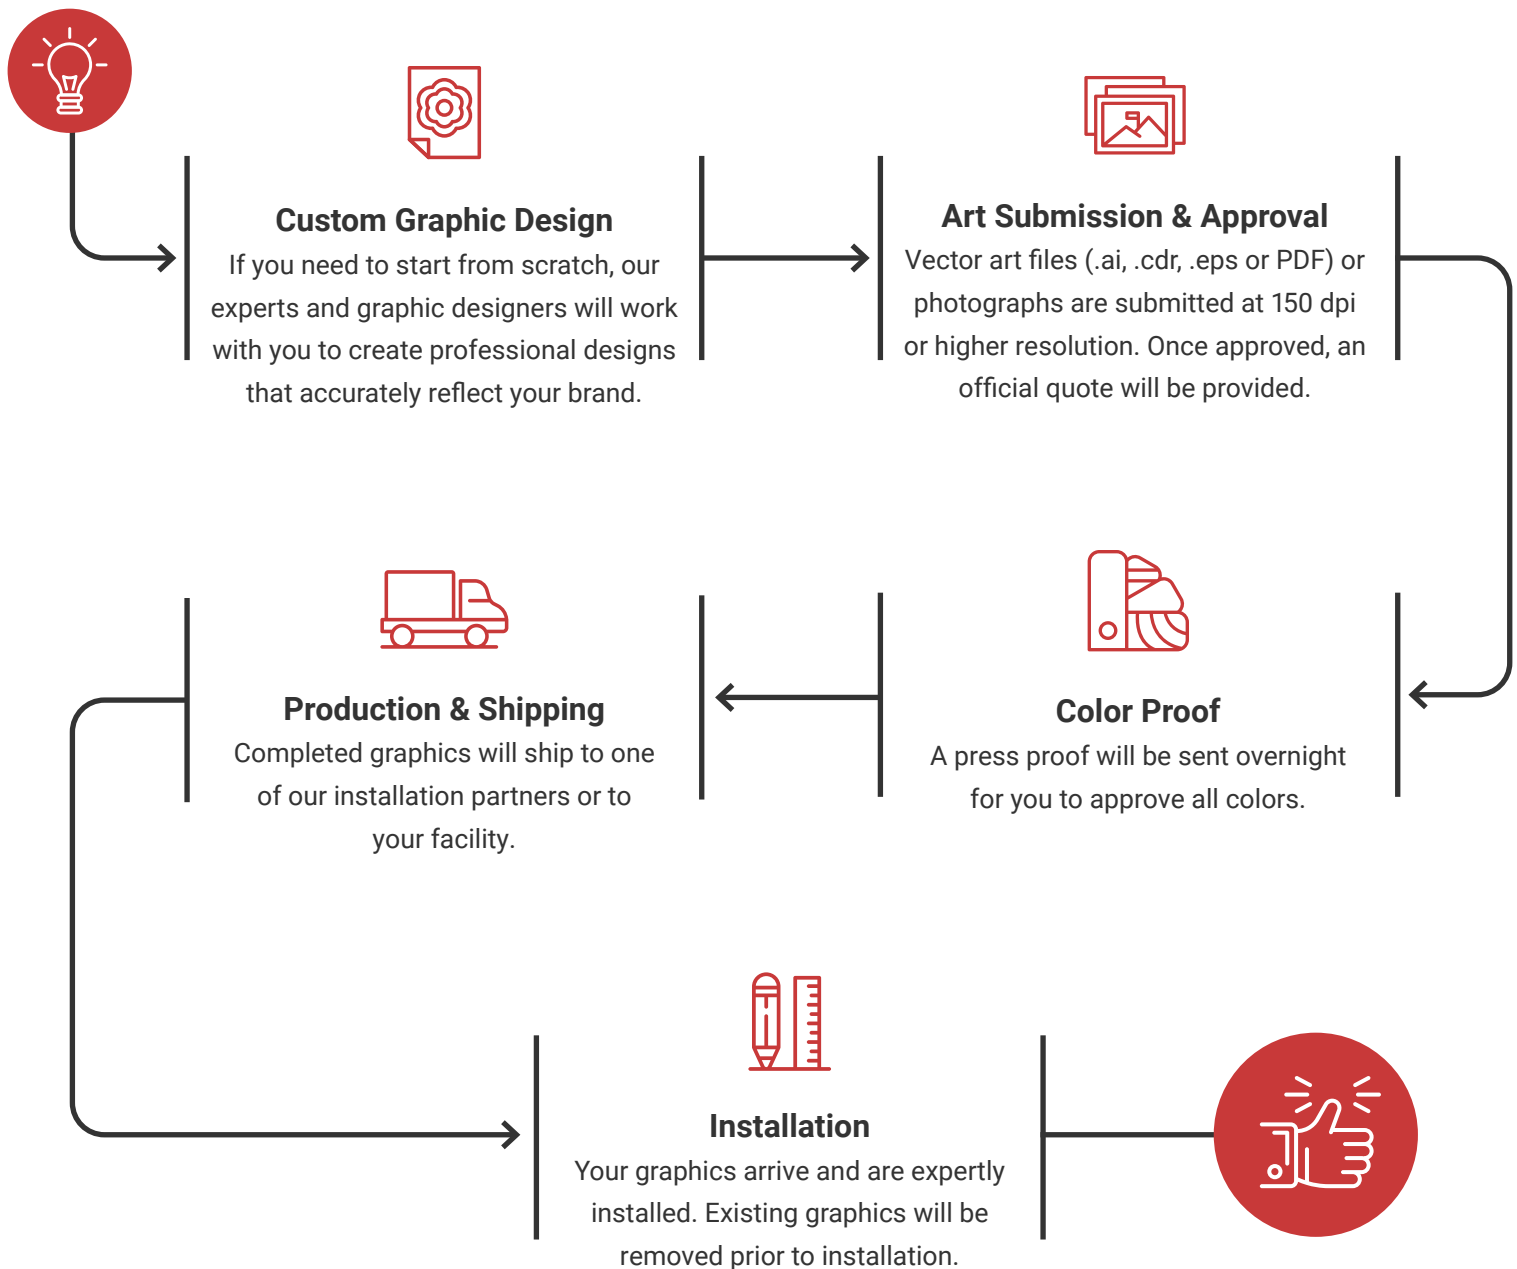 Custom Graphic Design
If you need to start from scratch, our
experts and graphic designers will work
with you to create professional designs
that accurately reflect your brand.
Art Submission & Approval
Vector art files (.ai, .cdr, .eps or PDF) or
photographs are submitted at 150 dpi
or higher resolution. Once approved, an
official quote will be provided.
Color Proof
A press proof will be sent overnight
for you to approve all colors.
Production & Shipping
Completed graphics will ship to one
of our installation partners or to
your facility.
Installation
Your graphics arrive and are expertly
installed. Existing graphics will be
removed prior to installation.